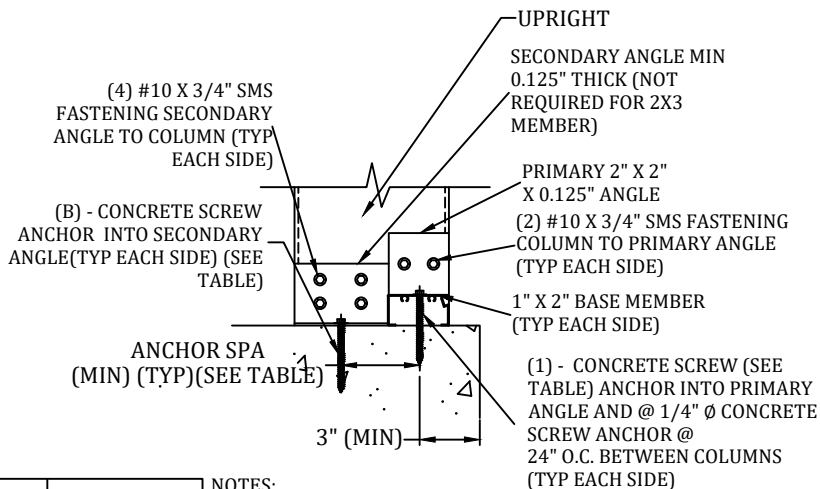 UPRIGHT
SECONDARY ANGLE MIN
0.125" THICK (NOT
REQUIRED FOR 2X3
MEMBER)
(4) #10 X 3/4" SMS
FASTENING SECONDARY
ANGLE TO COLUMN (TYP
EACH SIDE)
PRIMARY 2" X 2"
X 0.125" ANGLE
(B) - CONCRETE SCREW
ANCHOR INTO SECONDARY
ANGLE(TYP EACH SIDE) (SEE
TABLE)
(2) #10 X 3/4" SMS FASTENING
COLUMN TO PRIMARY ANGLE
(TYP EACH SIDE)
1" X 2" BASE MEMBER
(TYP EACH SIDE)
ANCHOR SPA
(MIN) (TYP)(SEE TABLE)
(1) - CONCRETE SCREW (SEE
TABLE) ANCHOR INTO PRIMARY
ANGLE AND @ 1/4" Ø CONCRETE
SCREW ANCHOR @
24" O.C. BETWEEN COLUMNS
(TYP EACH SIDE)
3" (MIN)
NOTES: